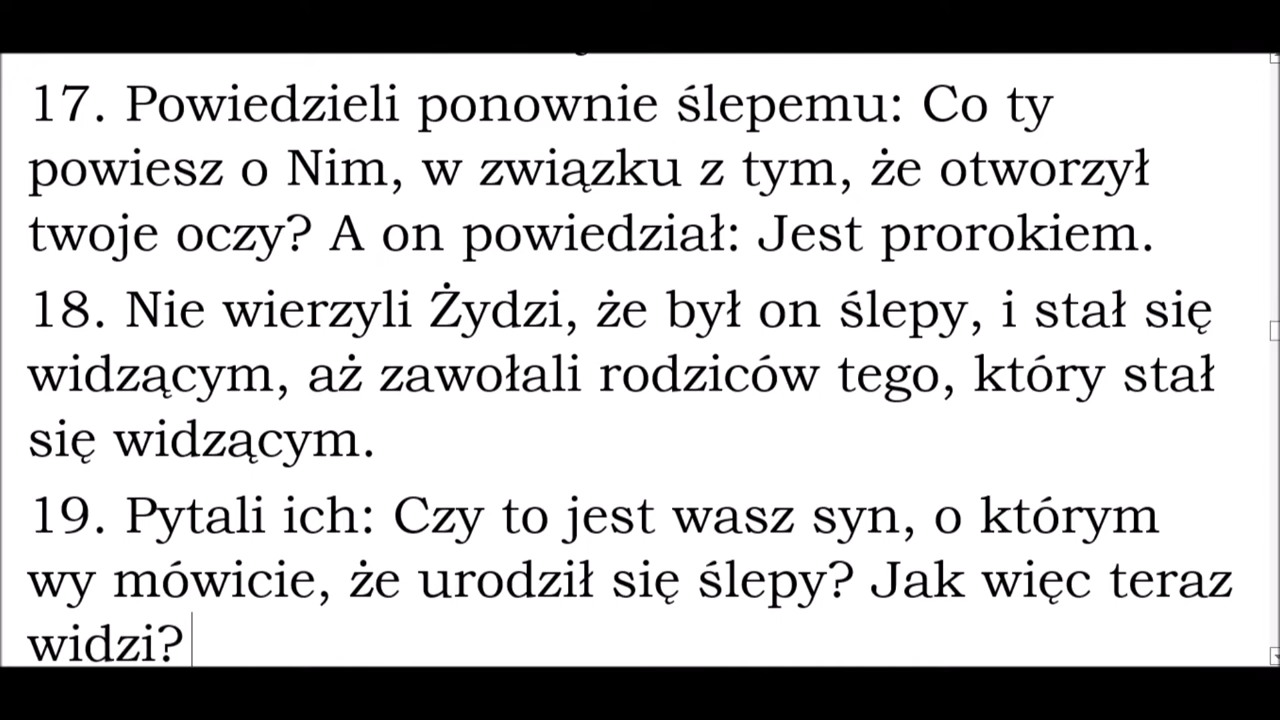 17. Powiedzieli ponownie ślepemu: Co ty
powiesz o Nim, w związku z tym, że otworzył
twoje oczy? A on powiedział: Jest prorokiem.
18. Nie wierzyli Żydzi, że był on ślepy, i stał się
widzącym, aż zawołali rodziców tego, który stał
się widzącym.
19. Pytali ich: Czy to jest wasz syn, o którym
wy mówicie, że urodził się ślepy? Jak więc teraz
widzi?